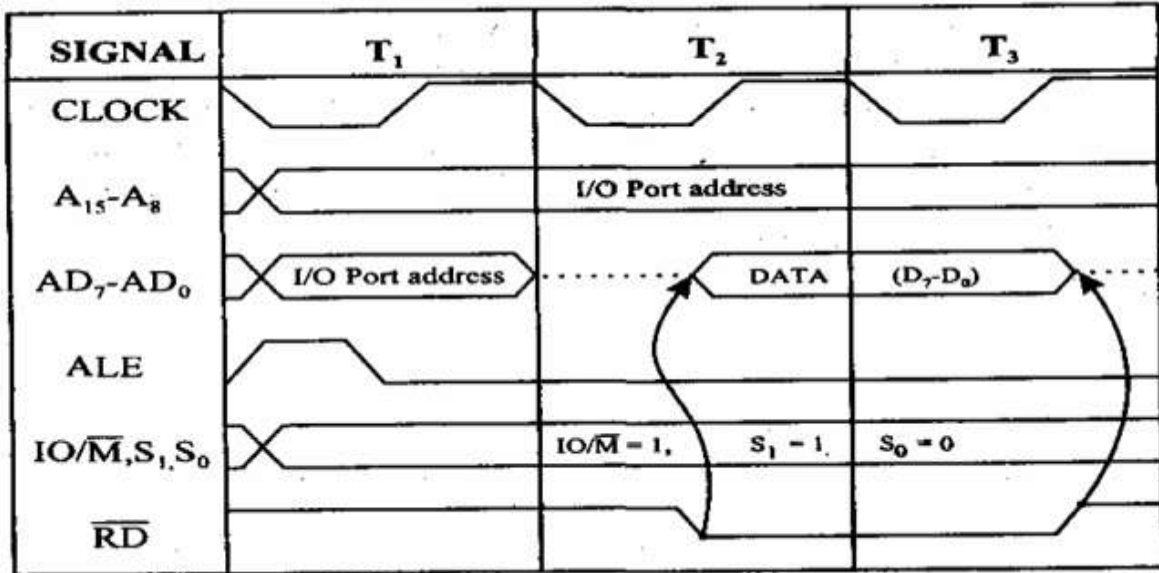 SIGNAL T₁ T₂ T₃
CLOCK
A₁₅-A₈ I/O Port address
AD₇-AD₀ I/O Port address DATA (D₇-D₀)
ALE
IO/M̅,S₁,S₀ IO/M̅ = 1, S₁ = 1 S₀ = 0
R̅D̅